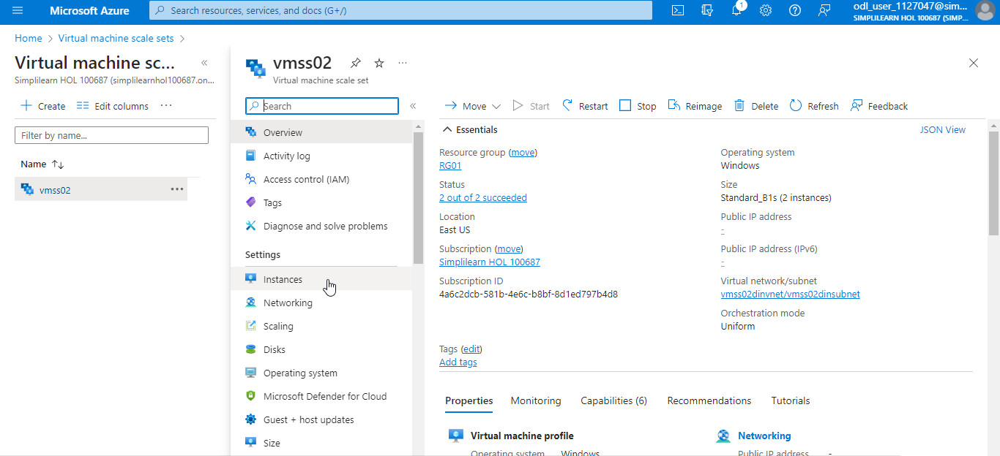 Microsoft Azure
Search resources, services, and docs (G+/)
1
odl_user_1127047@sim...
SIMPLILEARN HOL 100687 (SIMP...
Home > Virtual machine scale sets >
Virtual machine sc...
Simplilearn HOL 100687 (simplilearnhol100687.on...
Create
Edit columns
...
Filter by name...
Name
vmss02
...
vmss02
...
Virtual machine scale set
Search
Overview
Activity log
Access control (IAM)
Tags
Diagnose and solve problems
Settings
Instances
Networking
Scaling
Disks
Operating system
Microsoft Defender for Cloud
Guest + host updates
Size
Move
Start
Restart
Stop
Reimage
Delete
Refresh
Feedback
Essentials
JSON View
Resource group (move)
RG01
Status
2 out of 2 succeeded
Location
East US
Subscription (move)
Simplilearn HOL 100687
Subscription ID
4a6c2dcb-581b-4e6c-b8bf-8d1ed797b4d8
Operating system
Windows
Size
Standard_B1s (2 instances)
Public IP address
-
Public IP address (IPv6)
-
Virtual network/subnet
vmss02dinvnet/vmss02dinsubnet
Orchestration mode
Uniform
Tags (edit)
Add tags
Properties
Monitoring
Capabilities (6)
Recommendations
Tutorials
Virtual machine profile
Operating system Windows
Networking
Public IP address -